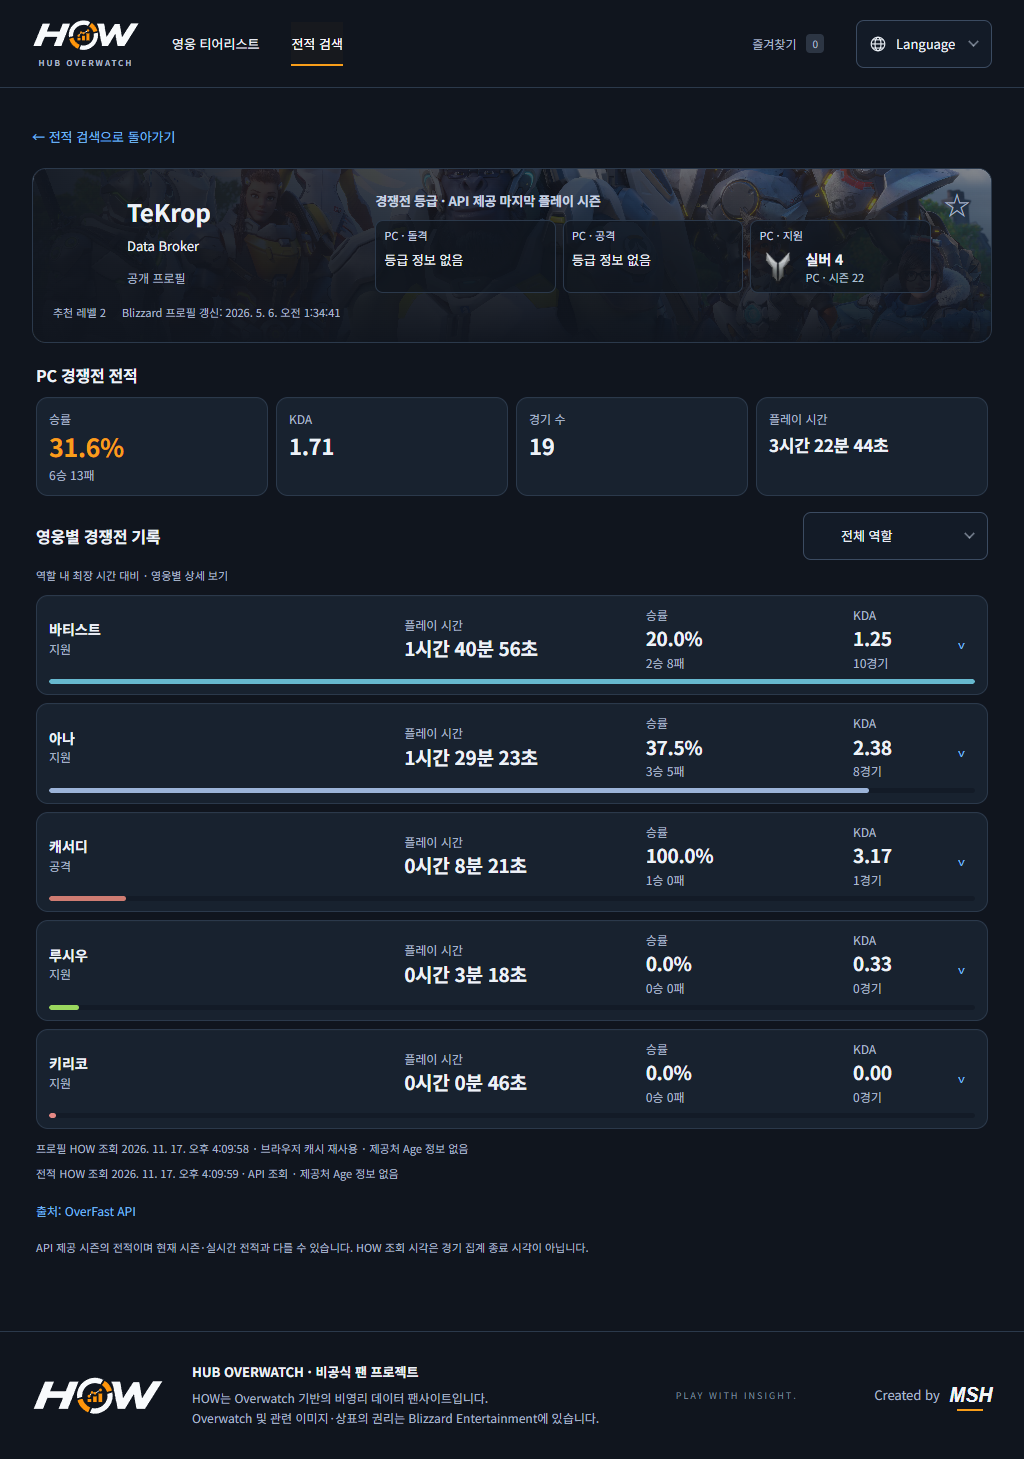 HOW
HUB OVERWATCH
영웅 티어리스트
전적 검색
즐겨찾기 0
Language
← 전적 검색으로 돌아가기
TeKrop
Data Broker
공개 프로필
추천 레벨 2 Blizzard 프로필 갱신: 2026. 5. 6. 오전 1:34:41
경쟁전 등급 · API 제공 마지막 플레이 시즌
PC · 돌격
등급 정보 없음
PC · 공격
등급 정보 없음
PC · 지원
실버 4
PC · 시즌 22
PC 경쟁전 전적
승률
31.6%
6승 13패
KDA
1.71
경기 수
19
플레이 시간
3시간 22분 44초
영웅별 경쟁전 기록
전체 역할
역할 내 최장 시간 대비 · 영웅별 상세 보기
바티스트
지원
플레이 시간
1시간 40분 56초
승률
20.0%
2승 8패
KDA
1.25
10경기
v
아나
지원
플레이 시간
1시간 29분 23초
승률
37.5%
3승 5패
KDA
2.38
8경기
v
캐서디
공격
플레이 시간
0시간 8분 21초
승률
100.0%
1승 0패
KDA
3.17
1경기
v
루시우
지원
플레이 시간
0시간 3분 18초
승률
0.0%
0승 0패
KDA
0.33
0경기
v
키리코
지원
플레이 시간
0시간 0분 46초
승률
0.0%
0승 0패
KDA
0.00
0경기
v
프로필 HOW 조회 2026. 11. 17. 오후 4:09:58 · 브라우저 캐시 재사용 · 제공처 Age 정보 없음
전적 HOW 조회 2026. 11. 17. 오후 4:09:59 · API 조회 · 제공처 Age 정보 없음
출처: OverFast API
API 제공 시즌의 전적이며 현재 시즌·실시간 전적과 다를 수 있습니다. HOW 조회 시각은 경기 집계 종료 시각이 아닙니다.
HOW
HUB OVERWATCH · 비공식 팬 프로젝트
HOW는 Overwatch 기반의 비영리 데이터 팬사이트입니다.
Overwatch 및 관련 이미지·상표의 권리는 Blizzard Entertainment에 있습니다.
PLAY WITH INSIGHT.
Created by MSH